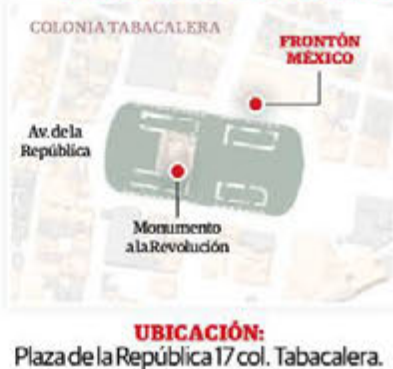 COLONIA TABACALERA
FRONTÓN
MÉXICO
Av. de la
República
Monumento
a la Revolución
UBICACIÓN:
Plaza de la República 17 col. Tabacalera.